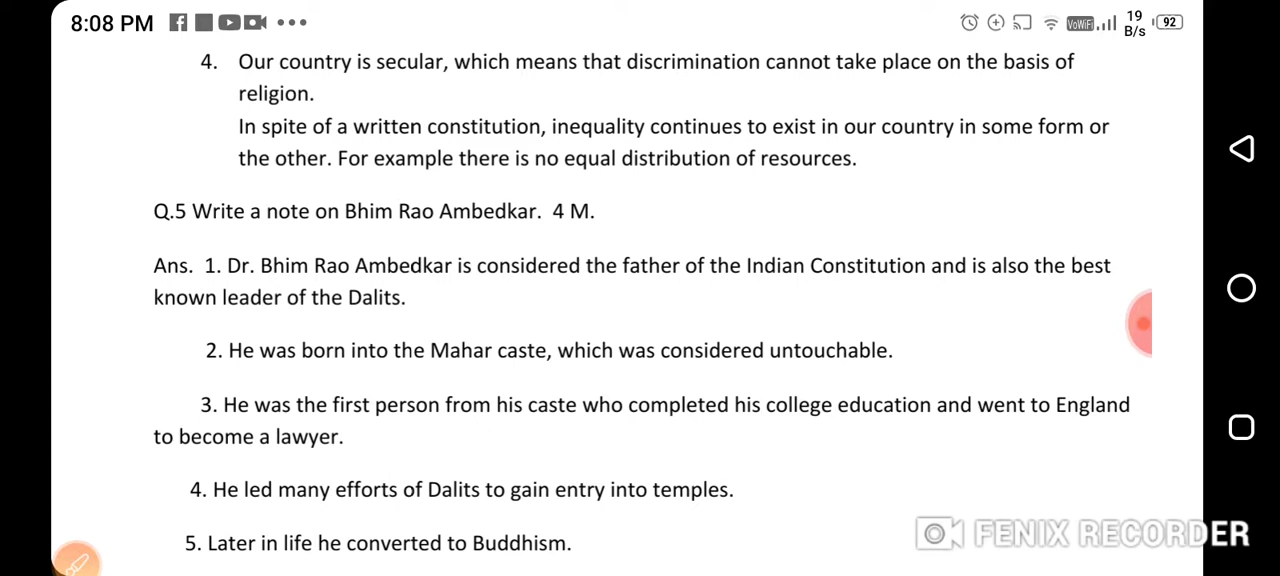 8:08 PM
VoWiFi 19 B/s 92
4. Our country is secular, which means that discrimination cannot take place on the basis of
religion.
In spite of a written constitution, inequality continues to exist in our country in some form or
the other. For example there is no equal distribution of resources.
Q.5 Write a note on Bhim Rao Ambedkar. 4 M.
Ans. 1. Dr. Bhim Rao Ambedkar is considered the father of the Indian Constitution and is also the best
known leader of the Dalits.
2. He was born into the Mahar caste, which was considered untouchable.
3. He was the first person from his caste who completed his college education and went to England
to become a lawyer.
4. He led many efforts of Dalits to gain entry into temples.
5. Later in life he converted to Buddhism.
FENIX RECORDER